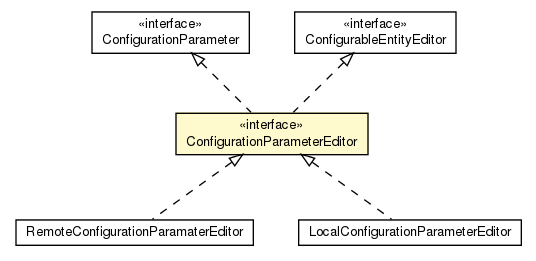 «interface»
ConfigurationParameter
«interface»
ConfigurableEntityEditor
«interface»
ConfigurationParameterEditor
RemoteConfigurationParamaterEditor
LocalConfigurationParameterEditor